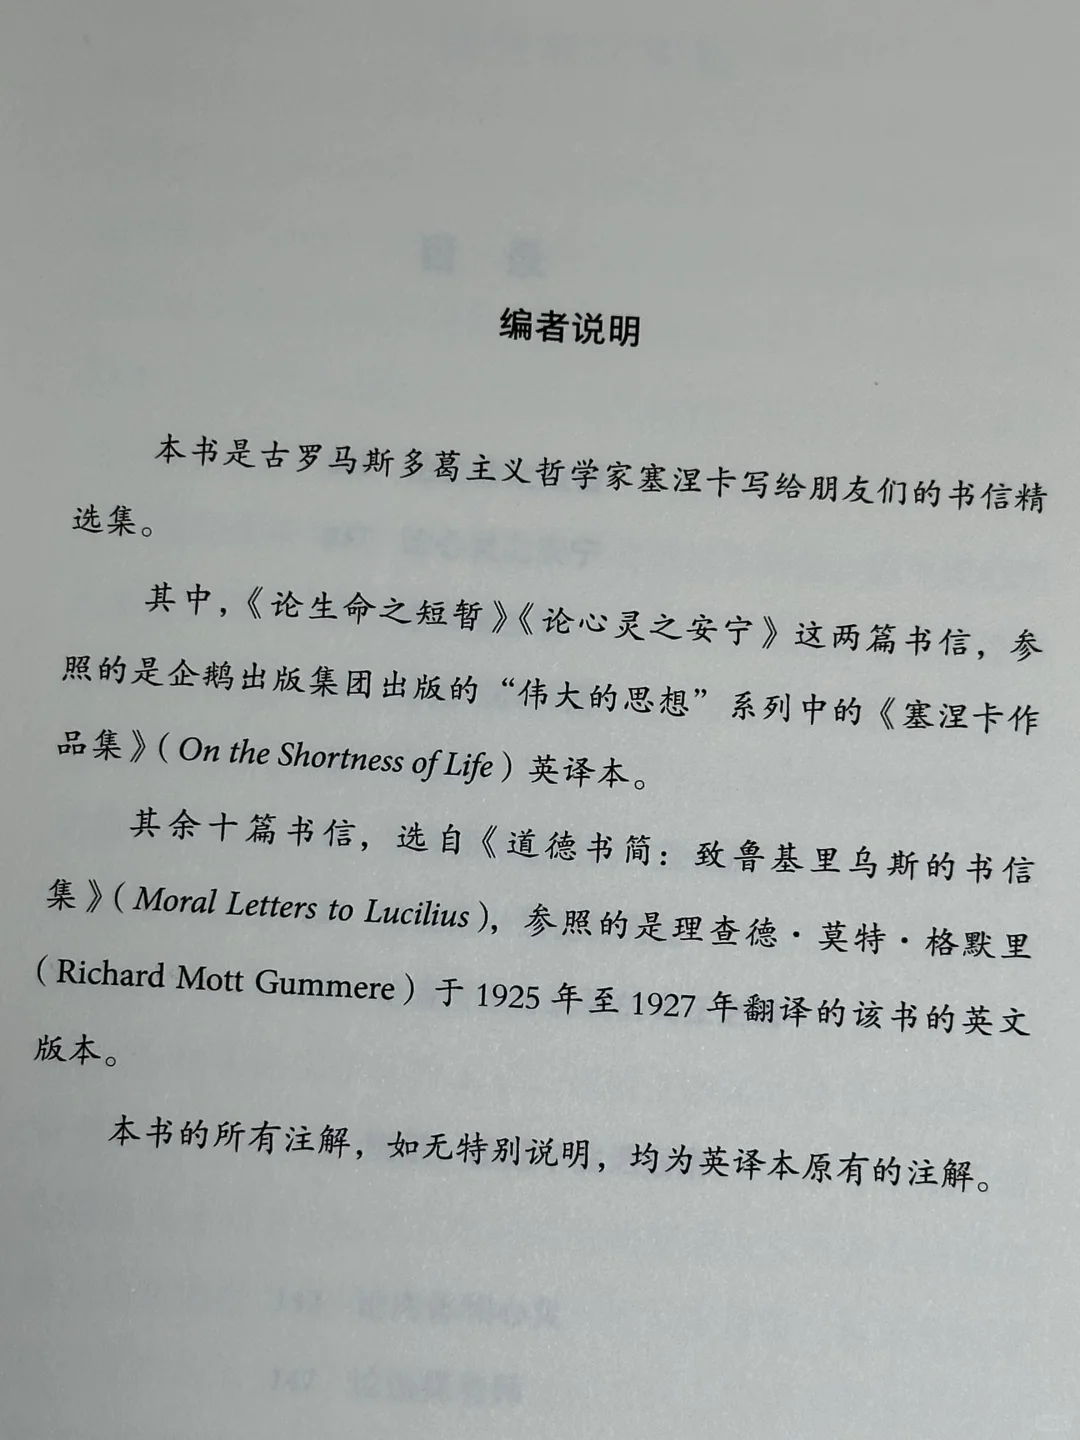 编者说明
本书是古罗马斯多葛主义哲学家塞涅卡写给朋友们的书信精
选集。
其中，《论生命之短暂》《论心灵之安宁》这两篇书信，参
照的是企鹅出版集团出版的“伟大的思想”系列中的《塞涅卡作
品集》（On the Shortness of Life）英译本。
其余十篇书信，选自《道德书简：致鲁基里乌斯的书信
集》（Moral Letters to Lucilius），参照的是理查德·莫特·格默里
（Richard Mott Gummere）于 1925 年至 1927 年翻译的该书的英文
版本。
本书的所有注解，如无特别说明，均为英译本原有的注解。